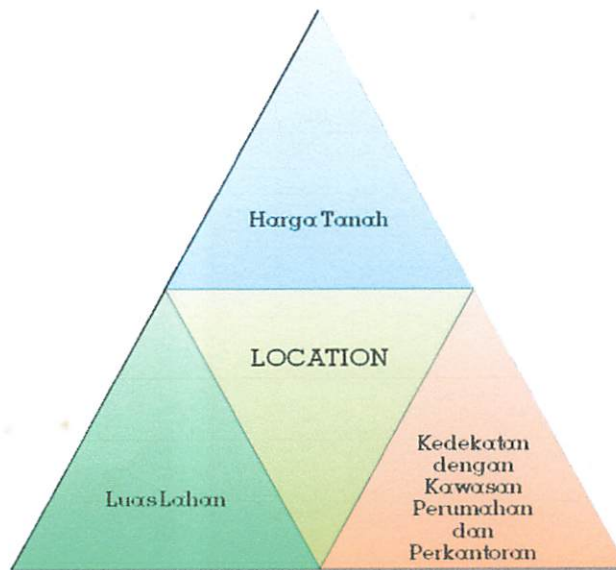 Harga Tanah
LOCATION
Luas Lahan
Kedekatan
dengan
Kawasan
Perumahan
dan
Perkantoran